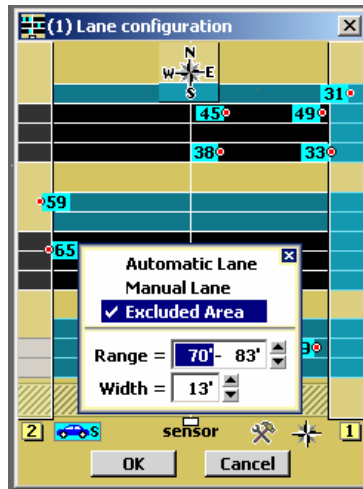 (1) Lane configuration
N
W E
S
31
45 49
38 33
59
65
Automatic Lane
Manual Lane
✓ Excluded Area
Range = 70' - 83'
Width = 13'
2 S sensor 1
OK Cancel